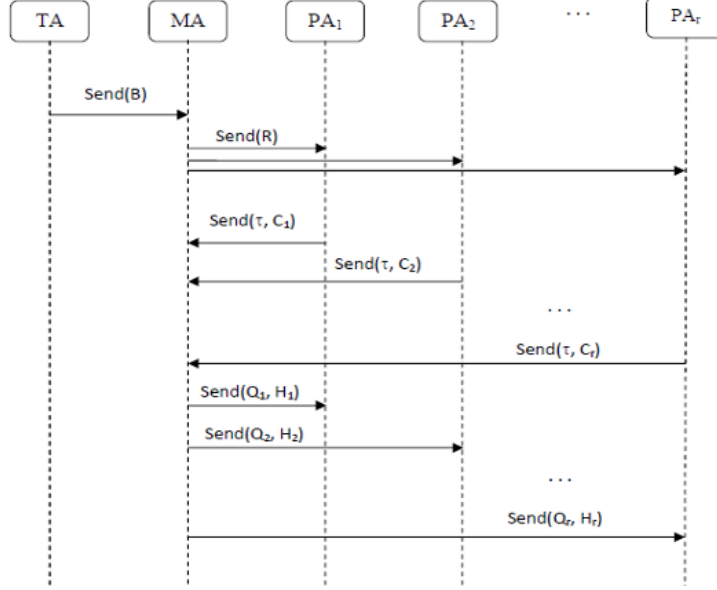 TA MA PA₁ PA₂ ... PAᵣ
Send(B)
Send(R)
Send(τ, C₁)
Send(τ, C₂)
...
Send(τ, Cᵣ)
Send(Q₁, H₁)
Send(Q₂, H₂)
...
Send(Qᵣ, Hᵣ)